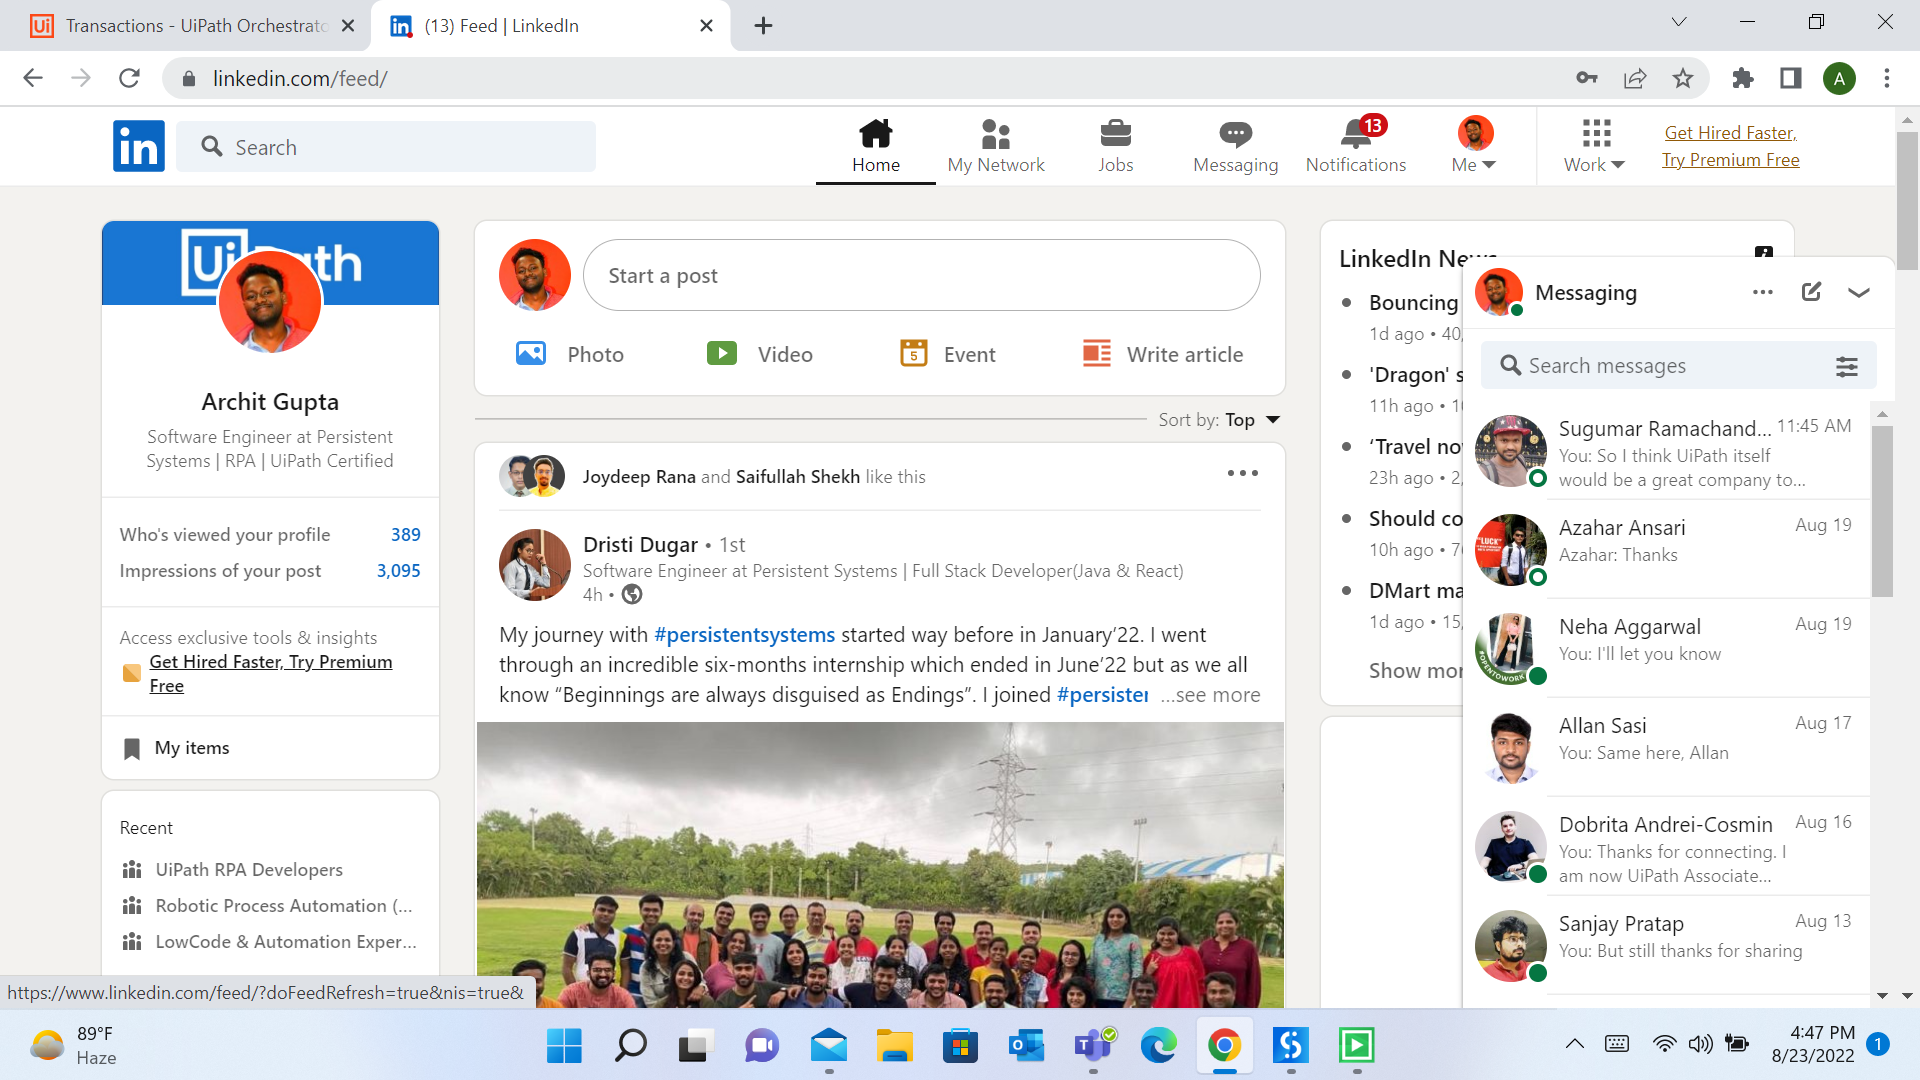 Transactions - UiPath Orchestrato
(13) Feed | LinkedIn
linkedin.com/feed/
A
in
Search
Home
My Network
Jobs
Messaging
13
Notifications
Me
Work
Get Hired Faster,
Try Premium Free
Archit Gupta
Software Engineer at Persistent
Systems | RPA | UiPath Certified
Who's viewed your profile 389
Impressions of your post 3,095
Access exclusive tools & insights
Get Hired Faster, Try Premium
Free
My items
Recent
UiPath RPA Developers
Robotic Process Automation (...
LowCode & Automation Exper...
https://www.linkedin.com/feed/?doFeedRefresh=true&nis=true&
Start a post
Photo
Video
Event
Write article
Sort by: Top
Joydeep Rana and Saifullah Shekh like this
Dristi Dugar • 1st
Software Engineer at Persistent Systems | Full Stack Developer(Java & React)
4h •
My journey with #persistentsystems started way before in January'22. I went
through an incredible six-months internship which ended in June'22 but as we all
know “Beginnings are always disguised as Endings”. I joined #persister ...see more
LinkedIn News
Bouncing
1d ago • 40,
'Dragon' s
11h ago • 1
‘Travel no
23h ago • 2,
Should co
10h ago • 7
DMart ma
1d ago • 15,
Show mor
Messaging
Search messages
Sugumar Ramachand... 11:45 AM
You: So I think UiPath itself
would be a great company to...
Azahar Ansari Aug 19
Azahar: Thanks
Neha Aggarwal Aug 19
You: I'll let you know
Allan Sasi Aug 17
You: Same here, Allan
Dobrita Andrei-Cosmin Aug 16
You: Thanks for connecting. I
am now UiPath Associate...
Sanjay Pratap Aug 13
You: But still thanks for sharing
89°F
Haze
4:47 PM
8/23/2022
1